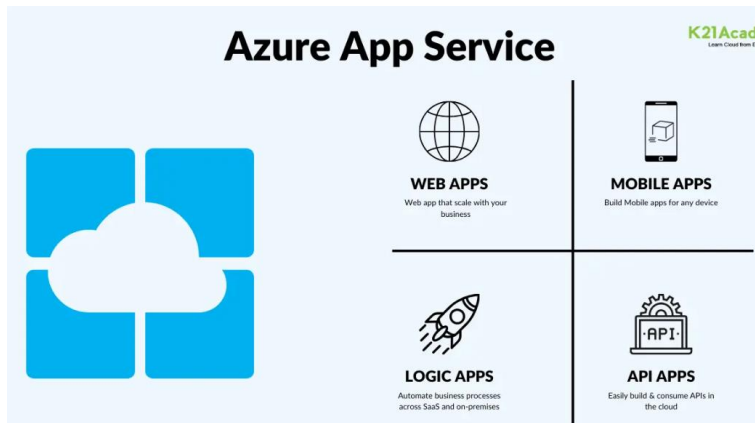 Azure App Service
K21Acad
Learn Cloud from E
WEB APPS
Web app that scale with your
business
MOBILE APPS
Build Mobile apps for any device
LOGIC APPS
Automate business processes
across SaaS and on-premises
·API·
API APPS
Easily build & consume APIs in
the cloud